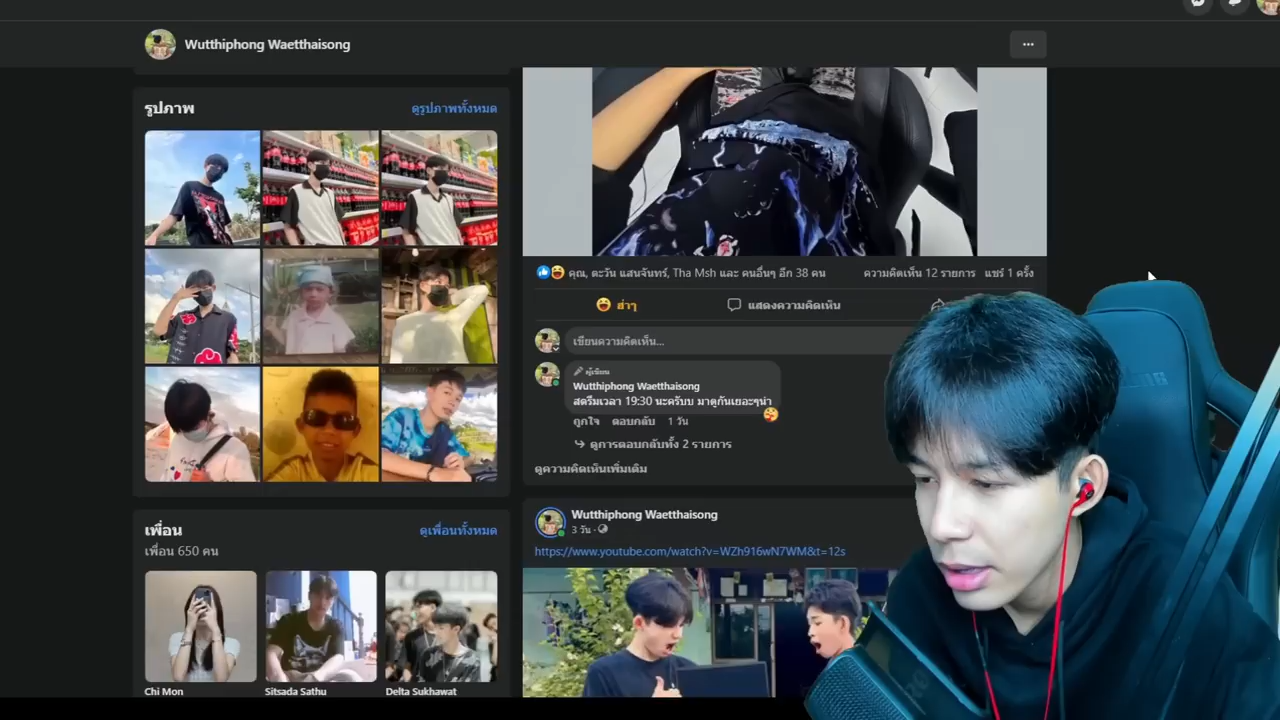 Wutthiphong Waetthaisong
รูปภาพ
ดูรูปภาพทั้งหมด
คุณ, ตะวัน แสนจันทร์, Tha Msh และ คนอื่นๆ อีก 38 คน
ความคิดเห็น 12 รายการ
แชร์ 1 ครั้ง
ฮ่าๆ
แสดงความคิดเห็น
เขียนความคิดเห็น...
ผู้เขียน
Wutthiphong Waetthaisong
สตรีมเวลา 19:30 นะครับบ มาดูกันเยอะๆน่า
ถูกใจ ตอบกลับ 1 วัน
ดูการตอบกลับทั้ง 2 รายการ
ดูความคิดเห็นเพิ่มเติม
เพื่อน
ดูเพื่อนทั้งหมด
เพื่อน 650 คน
Chi Mon
Sitsada Sathu
Delta Sukhawat
Wutthiphong Waetthaisong
3 วัน
https://www.youtube.com/watch?v=WZh916wN7WM&t=12s